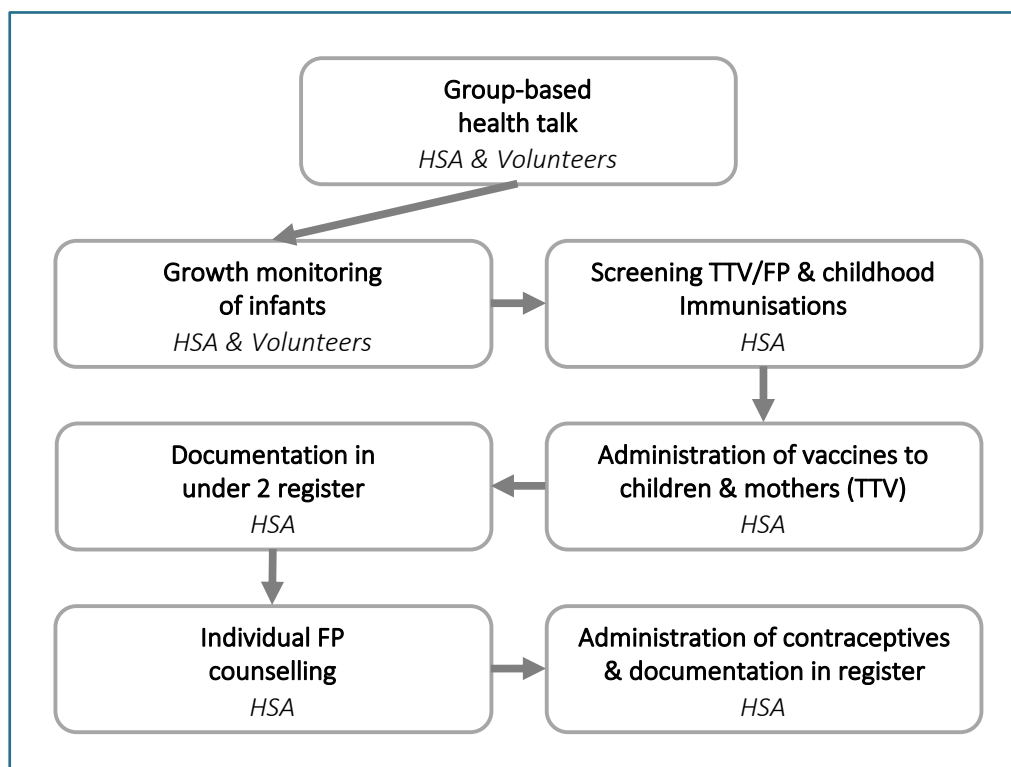 Group-based
health talk
HSA & Volunteers
Growth monitoring
of infants
HSA & Volunteers
Screening TTV/FP & childhood
Immunisations
HSA
Administration of vaccines to
children & mothers (TTV)
HSA
Documentation in
under 2 register
HSA
Individual FP
counselling
HSA
Administration of contraceptives
& documentation in register
HSA